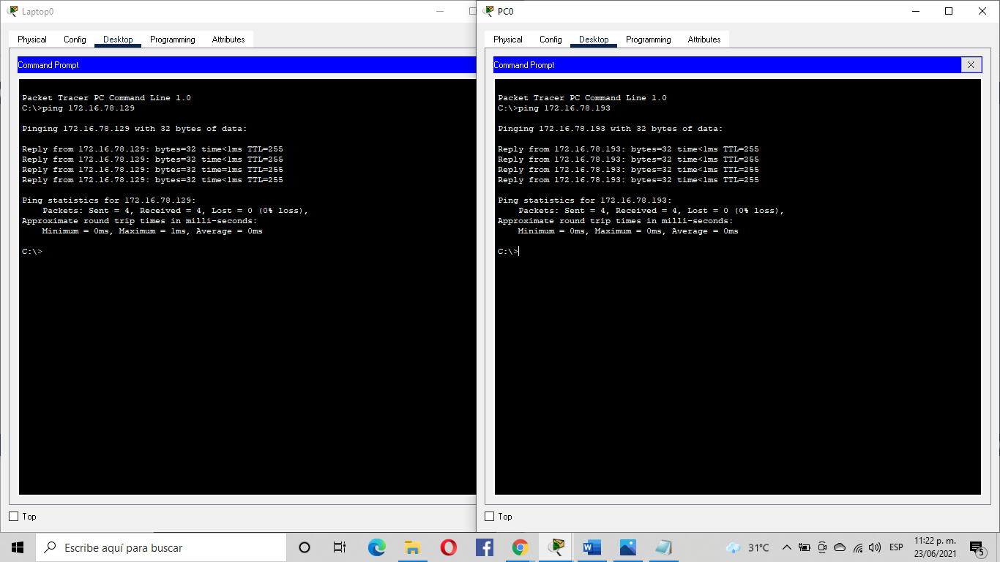 Laptop0
Physical Config Desktop Programming Attributes
Command Prompt
Packet Tracer PC Command Line 1.0
C:\>ping 172.16.78.129
Pinging 172.16.78.129 with 32 bytes of data:
Reply from 172.16.78.129: bytes=32 time<1ms TTL=255
Reply from 172.16.78.129: bytes=32 time<1ms TTL=255
Reply from 172.16.78.129: bytes=32 time=1ms TTL=255
Reply from 172.16.78.129: bytes=32 time<1ms TTL=255
Ping statistics for 172.16.78.129:
    Packets: Sent = 4, Received = 4, Lost = 0 (0% loss),
Approximate round trip times in milli-seconds:
    Minimum = 0ms, Maximum = 1ms, Average = 0ms
C:\>
Top
PC0
Physical Config Desktop Programming Attributes
Command Prompt X
Packet Tracer PC Command Line 1.0
C:\>ping 172.16.78.193
Pinging 172.16.78.193 with 32 bytes of data:
Reply from 172.16.78.193: bytes=32 time<1ms TTL=255
Reply from 172.16.78.193: bytes=32 time<1ms TTL=255
Reply from 172.16.78.193: bytes=32 time<1ms TTL=255
Reply from 172.16.78.193: bytes=32 time<1ms TTL=255
Ping statistics for 172.16.78.193:
    Packets: Sent = 4, Received = 4, Lost = 0 (0% loss),
Approximate round trip times in milli-seconds:
    Minimum = 0ms, Maximum = 0ms, Average = 0ms
C:\>
Top
Escribe aquí para buscar
31°C
ESP
11:22 p. m.
23/06/2021
5